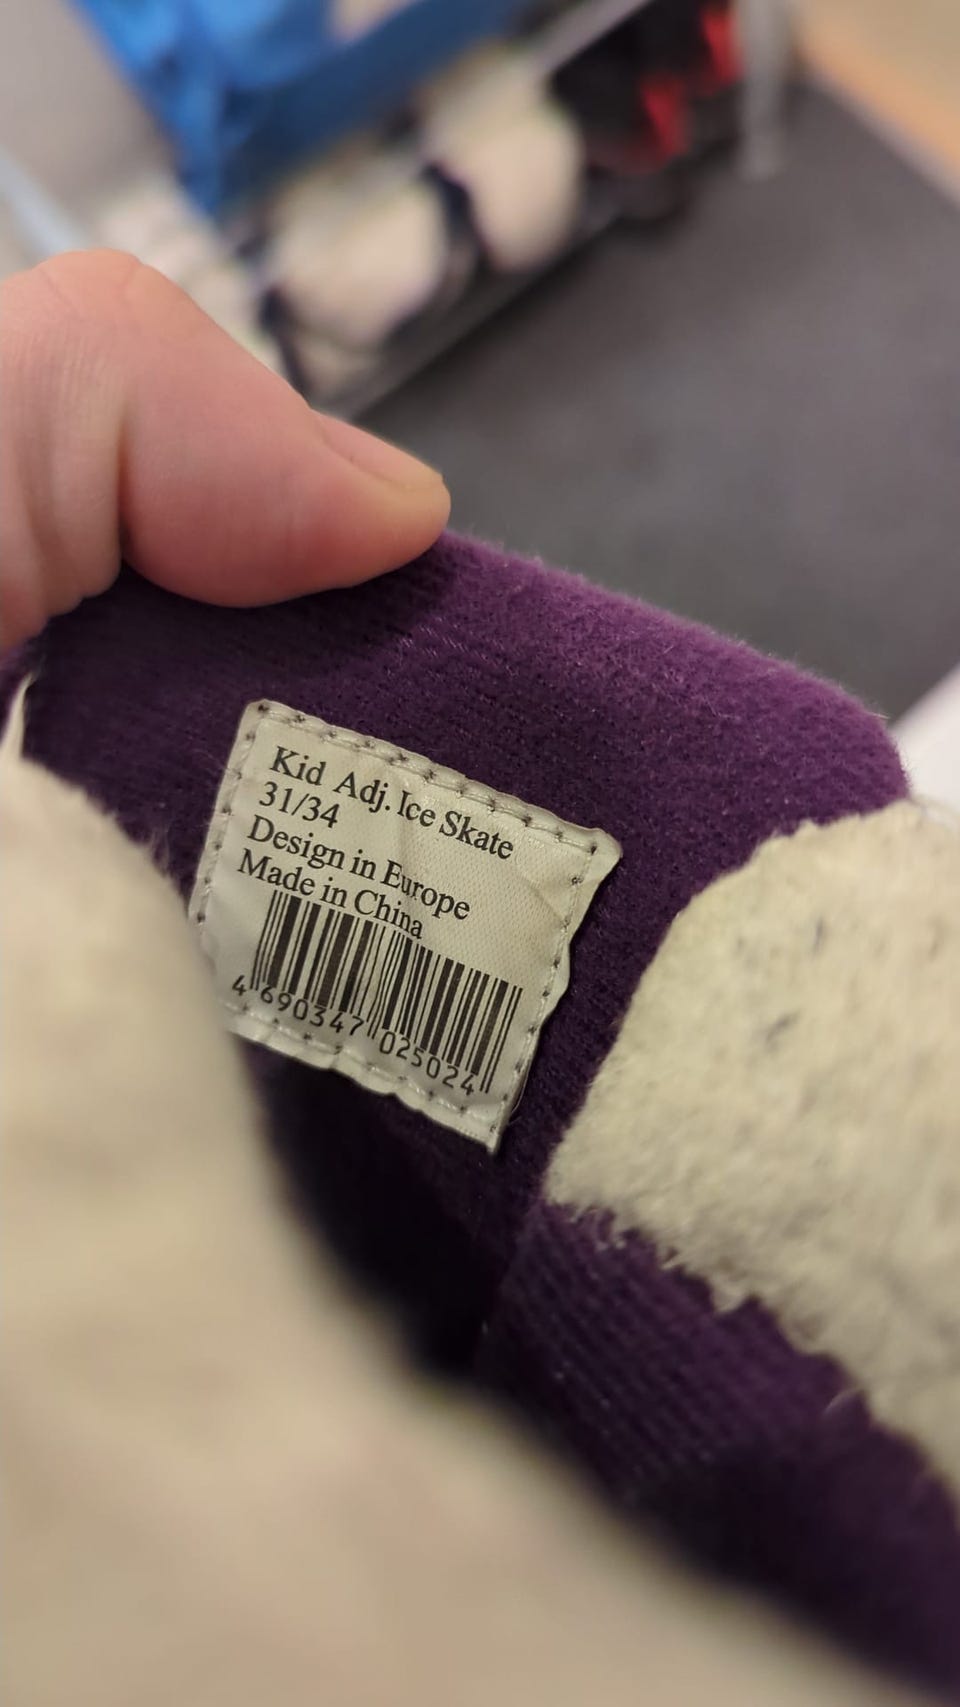 Kid Adj. Ice Skate
31/34
Design in Europe
Made in China
4 690347 025024